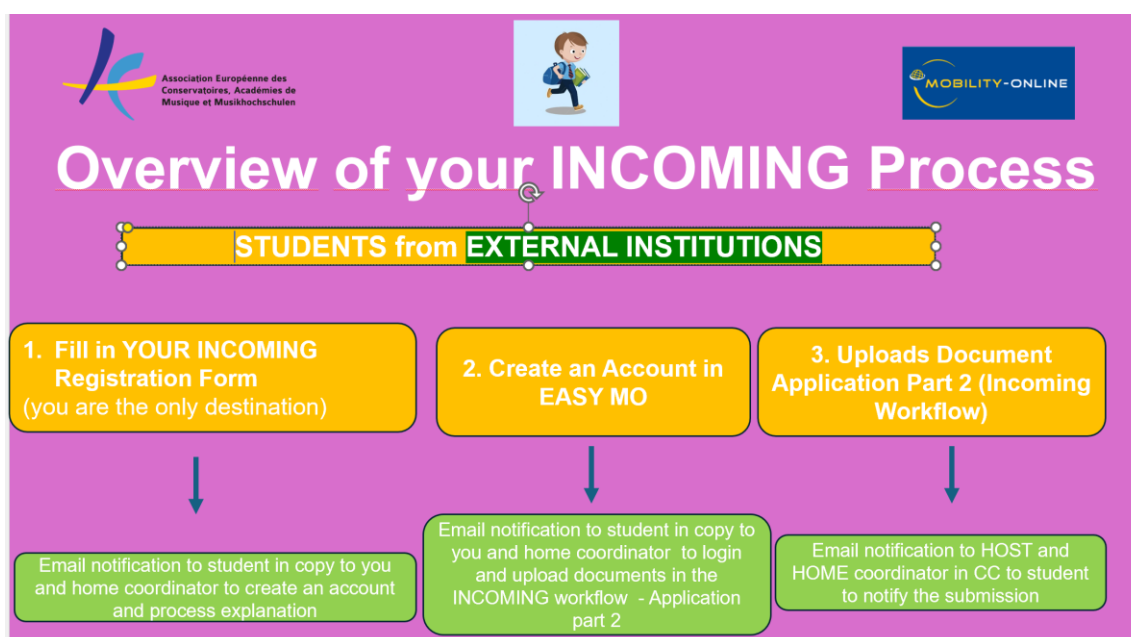 Association Européenne des
Conservatoires, Académies de
Musique et Musikhochschulen
MOBILITY-ONLINE
Overview of your INCOMING Process
STUDENTS from EXTERNAL INSTITUTIONS
1. Fill in YOUR INCOMING
Registration Form
(you are the only destination)
2. Create an Account in
EASY MO
3. Uploads Document
Application Part 2 (Incoming
Workflow)
Email notification to student in copy to you
and home coordinator to create an account
and process explanation
Email notification to student in copy to
you and home coordinator to login
and upload documents in the
INCOMING workflow - Application
part 2
Email notification to HOST and
HOME coordinator in CC to student
to notify the submission